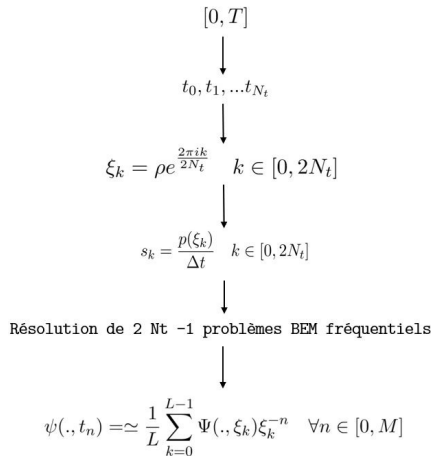 [0, T]
t_0, t_1, ...t_{N_t}
ξ_k = ρe^{\frac{2πik}{2N_t}} k ∈ [0, 2N_t]
s_k = \frac{p(ξ_k)}{Δt} k ∈ [0, 2N_t]
Résolution de 2 Nt -1 problèmes BEM fréquentiels
ψ(., t_n) =≃ \frac{1}{L} \sum_{k=0}^{L-1} Ψ(., ξ_k)ξ_k^{-n} ∀n ∈ [0, M]